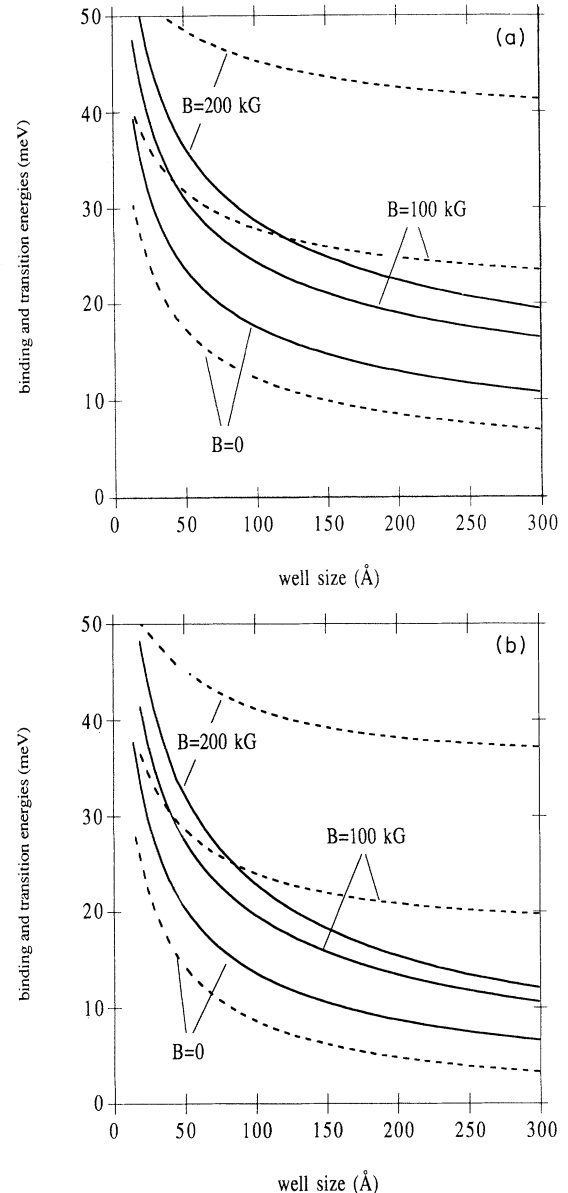 50
(a)
B=200 kG
40
B=100 kG
30
20
10
B=0
0
0 50 100 150 200 250 300
binding and transition energies (meV)
well size (Å)
50
(b)
B=200 kG
40
B=100 kG
30
20
10
B=0
0
0 50 100 150 200 250 300
binding and transition energies (meV)
well size (Å)